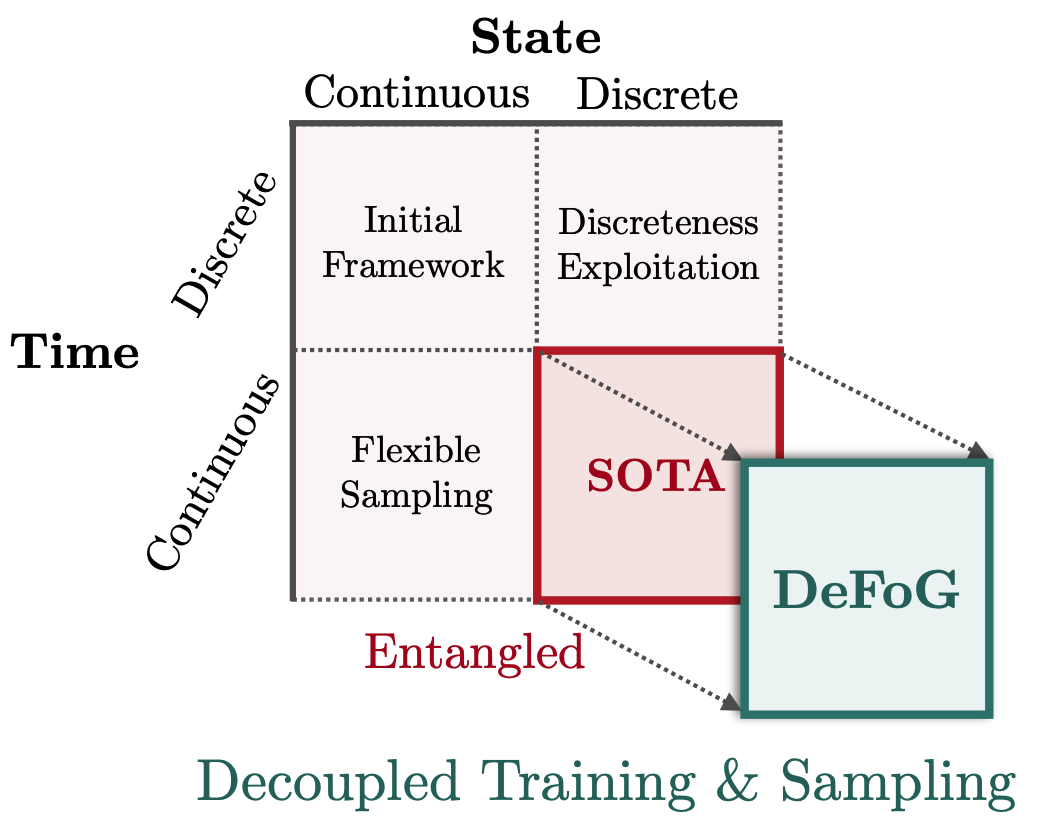 State
Continuous Discrete
Discrete
Initial
Framework
Discreteness
Exploitation
Time
Continuous
Flexible
Sampling
SOTA
DeFoG
Entangled
Decoupled Training & Sampling